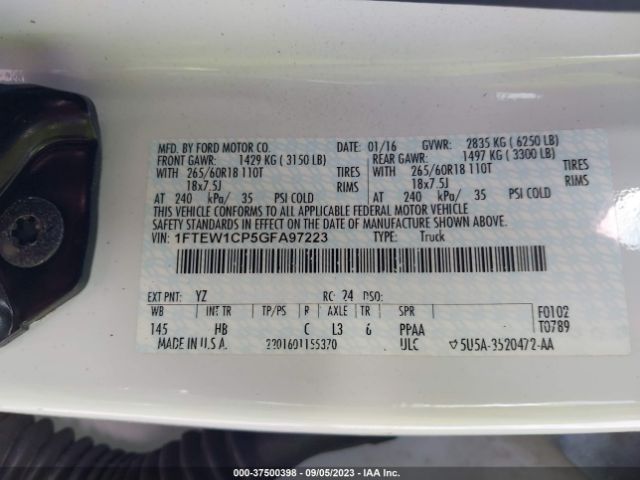 MFD. BY FORD MOTOR CO. DATE: 01/16 GVWR: 2835 KG ( 6250 LB)
FRONT GAWR: 1429 KG ( 3150 LB) REAR GAWR: 1497 KG ( 3300 LB)
WITH 265/60R18 110T TIRES WITH 265/60R18 110T TIRES
18x7.5J RIMS 18x7.5J RIMS
AT 240 kPa/ 35 PSI COLD AT 240 kPa/ 35 PSI COLD
THIS VEHICLE CONFORMS TO ALL APPLICABLE FEDERAL MOTOR VEHICLE
SAFETY STANDARDS IN EFFECT ON THE DATE OF MANUFACTURE SHOWN ABOVE.
VIN: 1FTEW1CP5GFA97223 TYPE: Truck
EXT PNT: YZ RC: 24 DSO:
WB INT TR TP/PS R AXLE TR SPR F0102
145 HB C L3 6 PPAA T0789
MADE IN U.S.A. 2201601155370 ULC 5U5A-3520472-AA
000-37500398 - 09/05/2023 - IAA Inc.